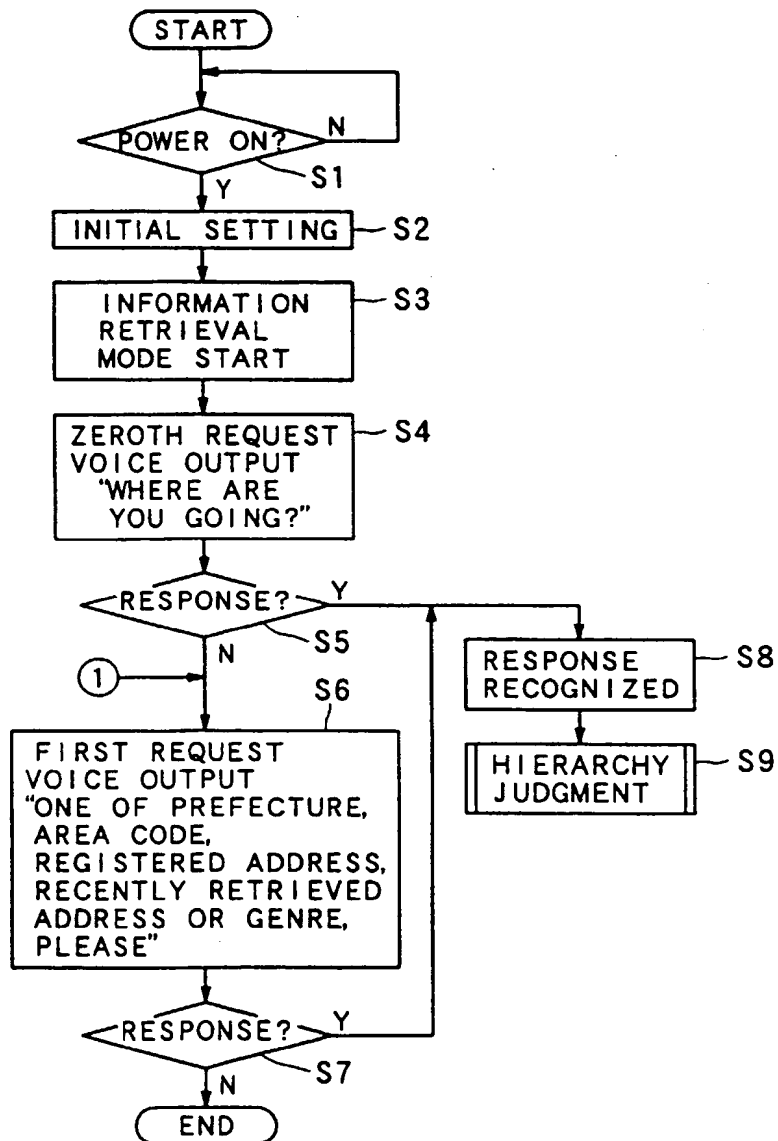 START
POWER ON?
N
S1
Y
INITIAL SETTING
S2
INFORMATION
RETRIEVAL
MODE START
S3
ZEROTH REQUEST
VOICE OUTPUT
"WHERE ARE
YOU GOING?"
S4
RESPONSE?
Y
S5
N
1
S6
FIRST REQUEST
VOICE OUTPUT
"ONE OF PREFECTURE,
AREA CODE,
REGISTERED ADDRESS,
RECENTLY RETRIEVED
ADDRESS OR GENRE,
PLEASE"
RESPONSE?
Y
S7
N
END
RESPONSE
RECOGNIZED
S8
HIERARCHY
JUDGMENT
S9